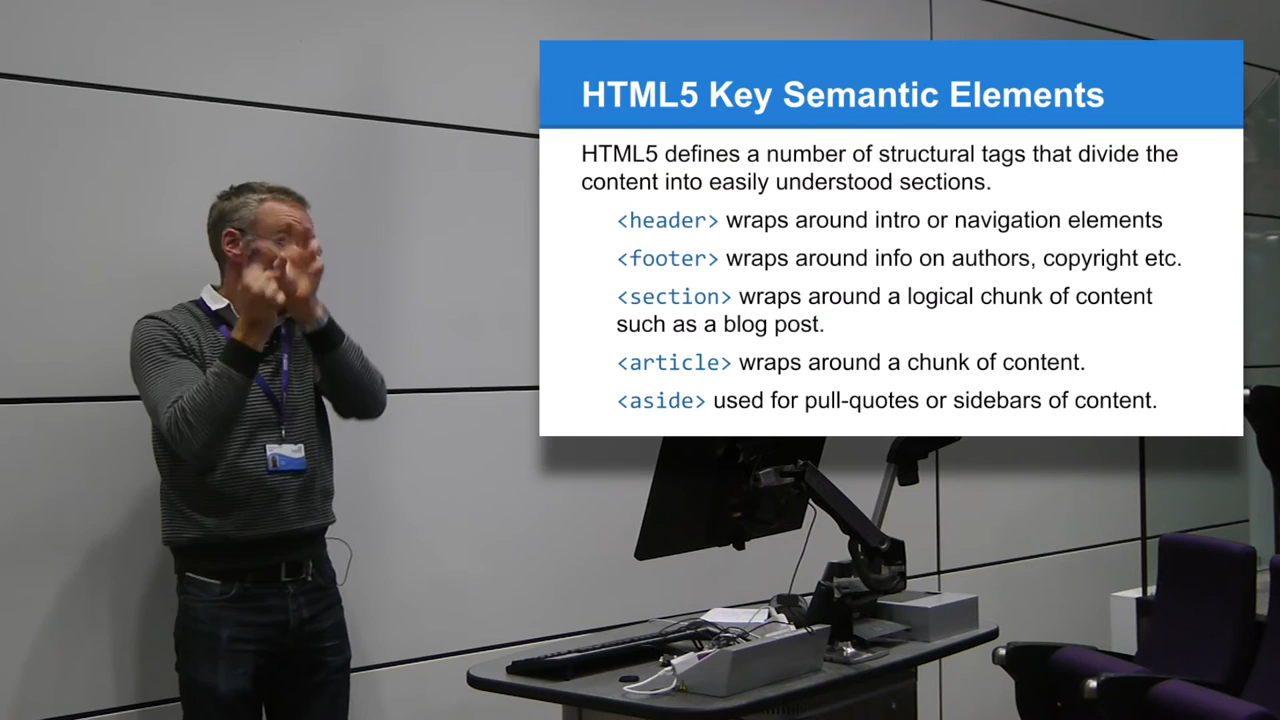 HTML5 Key Semantic Elements
HTML5 defines a number of structural tags that divide the
content into easily understood sections.
<header> wraps around intro or navigation elements
<footer> wraps around info on authors, copyright etc.
<section> wraps around a logical chunk of content
such as a blog post.
<article> wraps around a chunk of content.
<aside> used for pull-quotes or sidebars of content.